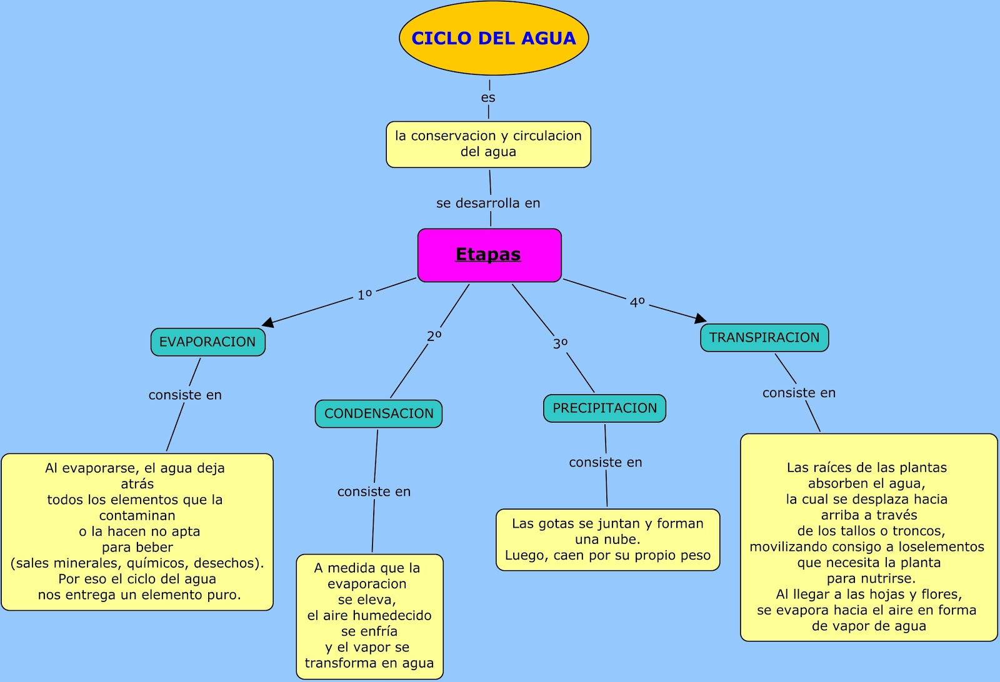 CICLO DEL AGUA
es
la conservacion y circulacion
del agua
se desarrolla en
Etapas
1º
2º
3º
4º
EVAPORACION
consiste en
Al evaporarse, el agua deja
atrás
todos los elementos que la
contaminan
o la hacen no apta
para beber
(sales minerales, químicos, desechos).
Por eso el ciclo del agua
nos entrega un elemento puro.
CONDENSACION
consiste en
A medida que la
evaporacion
se eleva,
el aire humedecido
se enfría
y el vapor se
transforma en agua
PRECIPITACION
consiste en
Las gotas se juntan y forman
una nube.
Luego, caen por su propio peso
TRANSPIRACION
consiste en
Las raíces de las plantas
absorben el agua,
la cual se desplaza hacia
arriba a través
de los tallos o troncos,
movilizando consigo a loselementos
que necesita la planta
para nutrirse.
Al llegar a las hojas y flores,
se evapora hacia el aire en forma
de vapor de agua